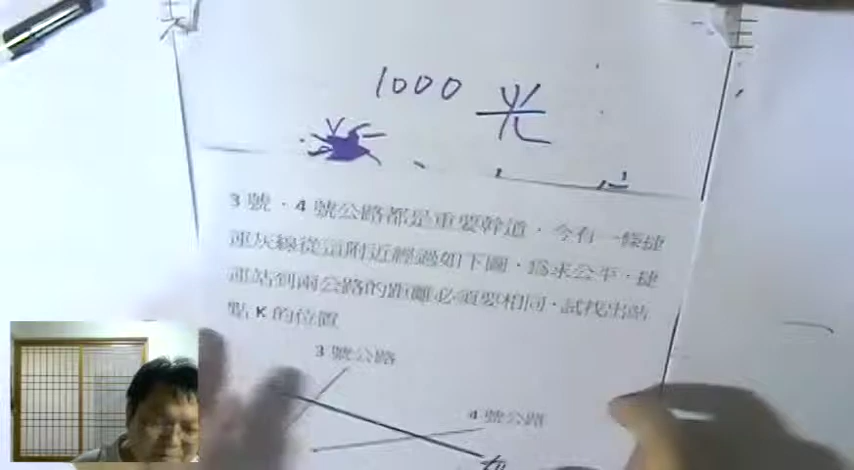 1000 光
3號、4號公路都是重要幹道，今有一條捷
運灰線從這附近經過如下圖，為求公平，捷
運站到兩公路的距離必須要相同，試找出站
點K的位置
3號公路
4號公路